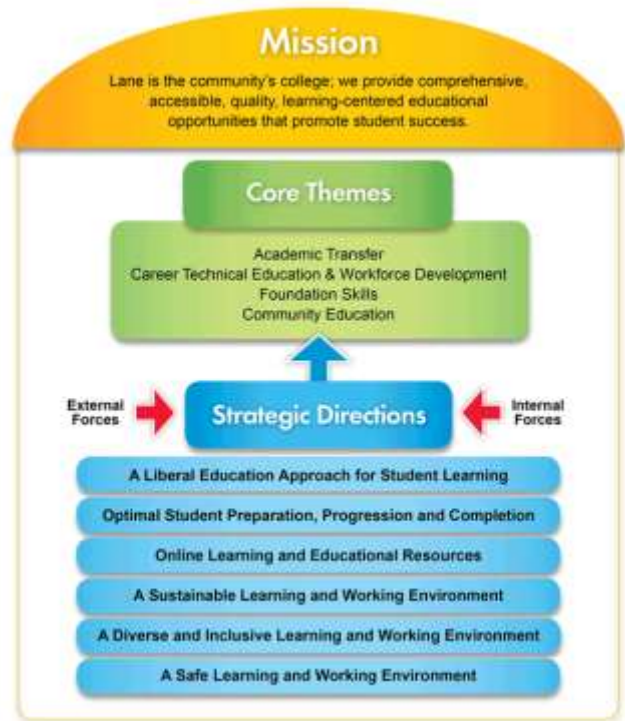 Mission
Lane is the community's college; we provide comprehensive,
accessible, quality, learning-centered educational
opportunities that promote student success.
Core Themes
Academic Transfer
Career Technical Education & Workforce Development
Foundation Skills
Community Education
External
Forces
Strategic Directions
Internal
Forces
A Liberal Education Approach for Student Learning
Optimal Student Preparation, Progression and Completion
Online Learning and Educational Resources
A Sustainable Learning and Working Environment
A Diverse and Inclusive Learning and Working Environment
A Safe Learning and Working Environment